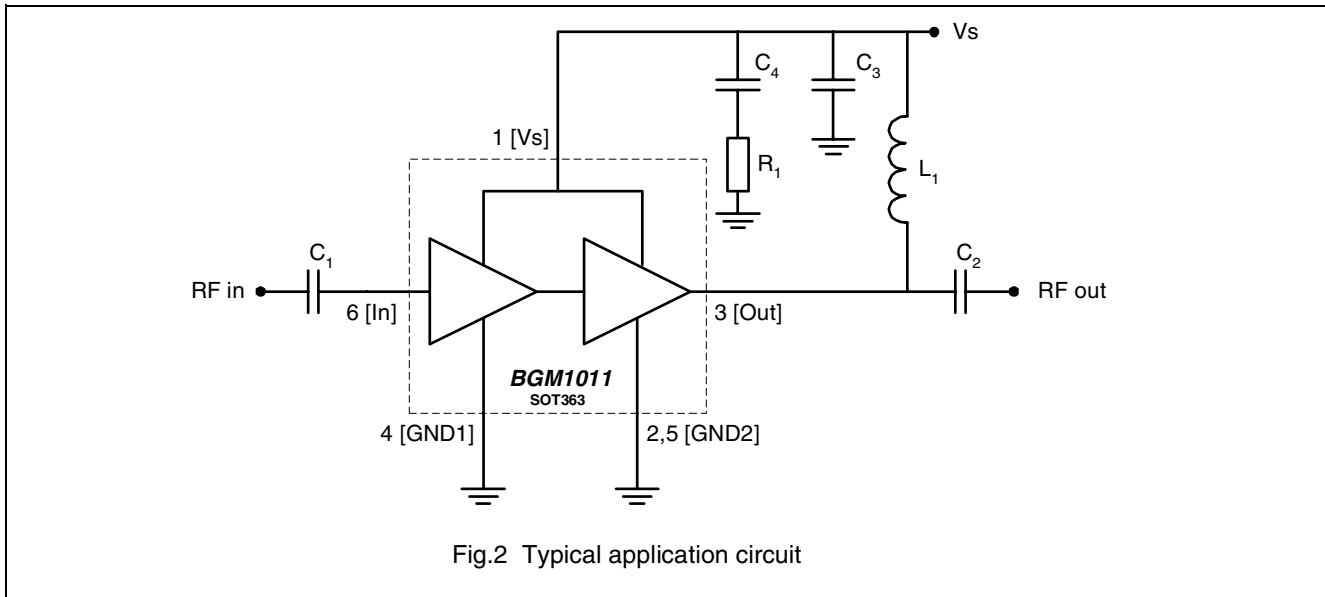 Vs
C4
C3
1 [Vs]
R1
L1
C1
C2
RF in
RF out
6 [In]
3 [Out]
BGM1011
SOT363
4 [GND1]
2,5 [GND2]
Fig.2 Typical application circuit